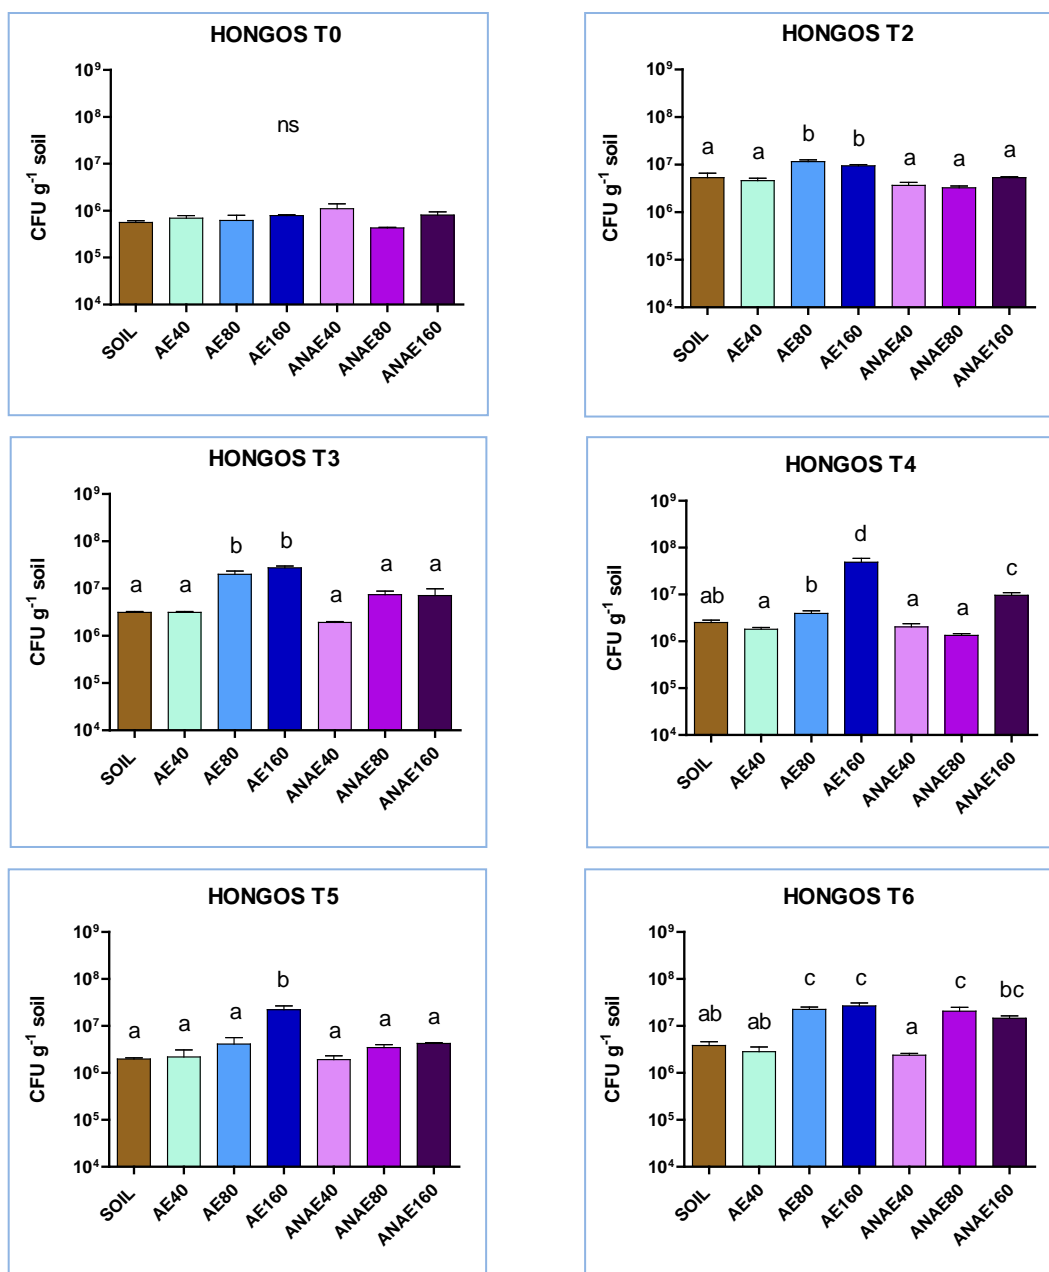 HONGOS T0
10⁹
10⁸
10⁷
10⁶
10⁵
10⁴
CFU g⁻¹ soil
ns
SOIL
AE40
AE80
AE160
ANAE40
ANAE80
ANAE160
HONGOS T2
10⁹
10⁸
10⁷
10⁶
10⁵
10⁴
CFU g⁻¹ soil
a a b b a a a
SOIL
AE40
AE80
AE160
ANAE40
ANAE80
ANAE160
HONGOS T3
10⁹
10⁸
10⁷
10⁶
10⁵
10⁴
CFU g⁻¹ soil
a a b b a a a
SOIL
AE40
AE80
AE160
ANAE40
ANAE80
ANAE160
HONGOS T4
10⁹
10⁸
10⁷
10⁶
10⁵
10⁴
CFU g⁻¹ soil
ab a b d a a c
SOIL
AE40
AE80
AE160
ANAE40
ANAE80
ANAE160
HONGOS T5
10⁹
10⁸
10⁷
10⁶
10⁵
10⁴
CFU g⁻¹ soil
a a a b a a a
SOIL
AE40
AE80
AE160
ANAE40
ANAE80
ANAE160
HONGOS T6
10⁹
10⁸
10⁷
10⁶
10⁵
10⁴
CFU g⁻¹ soil
ab ab c c a c bc
SOIL
AE40
AE80
AE160
ANAE40
ANAE80
ANAE160